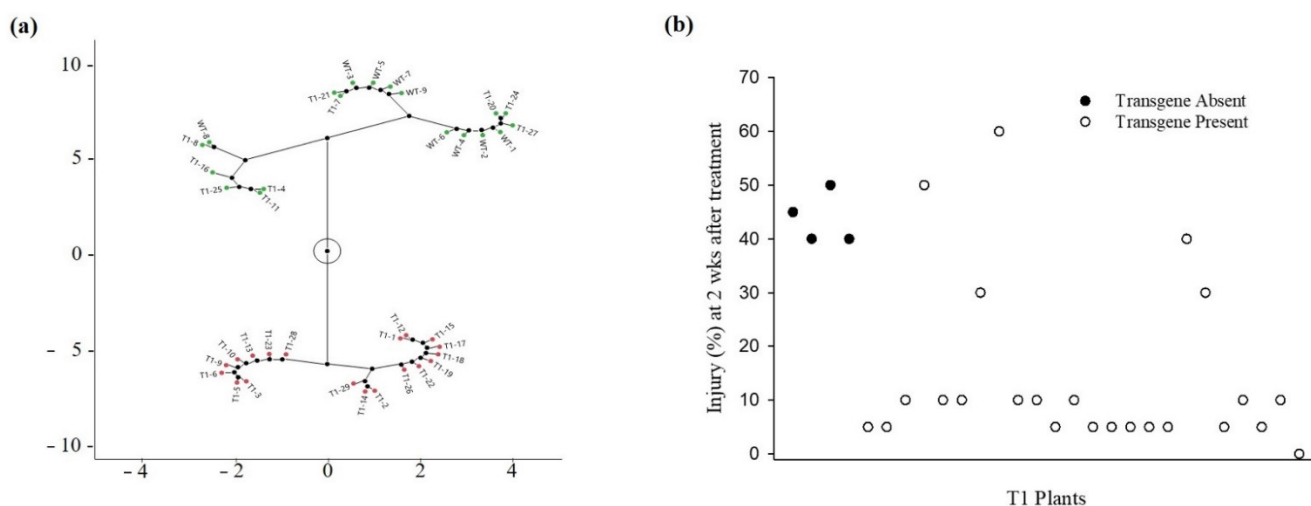 (a)
10
5
0
– 5
– 10
– 4
– 2
0
2
4
T1-21
T1-7
WT-3
WT-5
WT-7
WT-9
T1-20
T1-24
T1-27
WT-1
WT-2
WT-4
WT-6
WT-8
T1-8
T1-16
T1-25
T1-11
T1-4
T1-12
T1-1
T1-15
T1-17
T1-18
T1-19
T1-22
T1-26
T1-28
T1-23
T1-13
T1-10
T1-9
T1-6
T1-5
T1-3
T1-29
T1-14
T1-2
(b)
Injury (%) at 2 wks after treatment
70
60
50
40
30
20
10
0
Transgene Absent
Transgene Present
T1 Plants